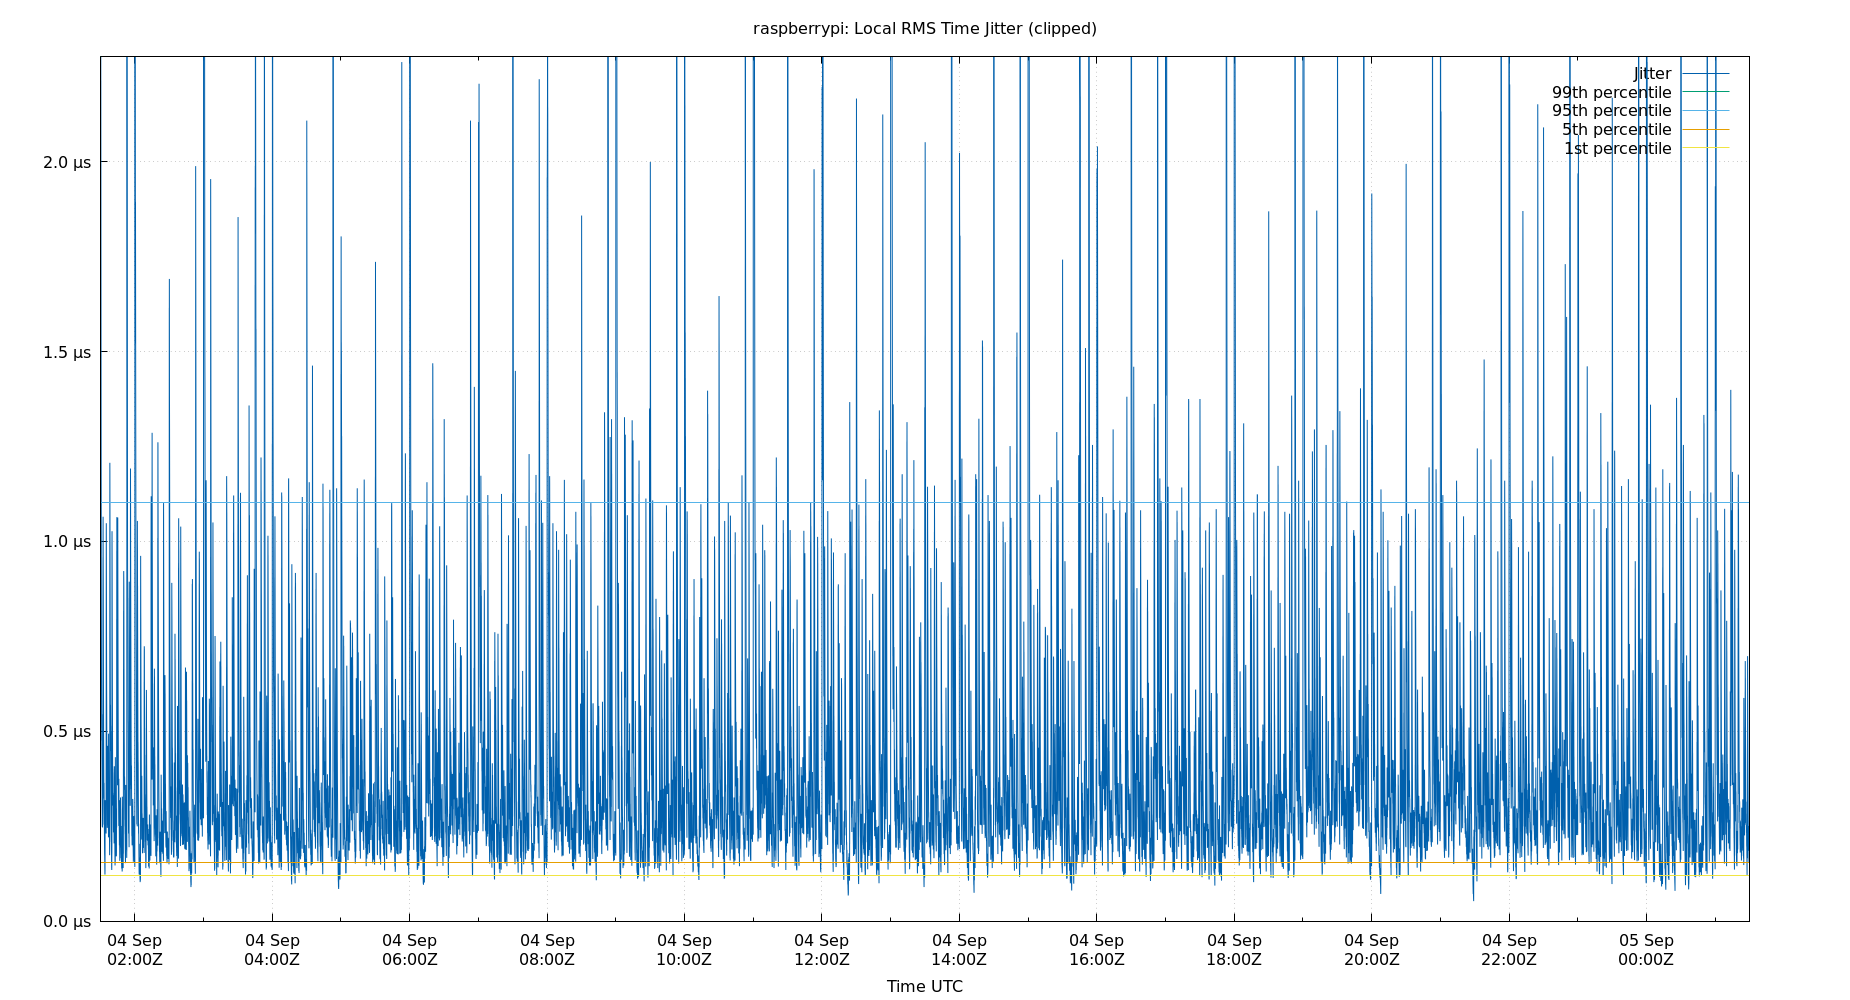 raspberrypi: Local RMS Time Jitter (clipped)
Jitter
99th percentile
95th percentile
5th percentile
1st percentile
2.0 µs
1.5 µs
1.0 µs
0.5 µs
0.0 µs
04 Sep 04 Sep 04 Sep 04 Sep 04 Sep 04 Sep 04 Sep 04 Sep 04 Sep 04 Sep 04 Sep 05 Sep
02:00Z 04:00Z 06:00Z 08:00Z 10:00Z 12:00Z 14:00Z 16:00Z 18:00Z 20:00Z 22:00Z 00:00Z
Time UTC